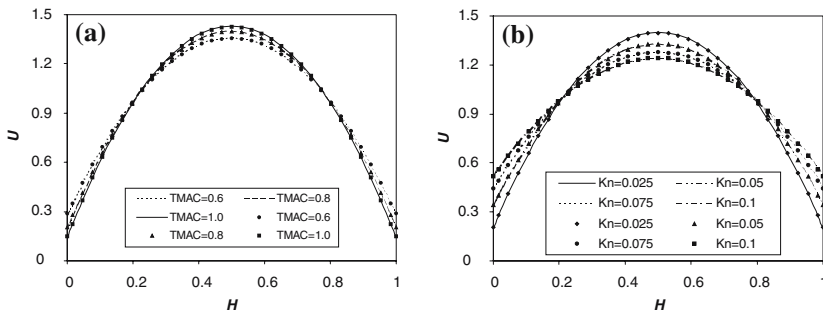 (a)
1.5
1.2
0.9
0.6
0.3
0
U
TMAC=0.6 TMAC=0.8
TMAC=1.0 TMAC=0.6
TMAC=0.8 TMAC=1.0
0 0.2 0.4 0.6 0.8 1
H
(b)
1.5
1.2
0.9
0.6
0.3
0
U
Kn=0.025 Kn=0.05
Kn=0.075 Kn=0.1
Kn=0.025 Kn=0.05
Kn=0.075 Kn=0.1
0 0.2 0.4 0.6 0.8 1
H